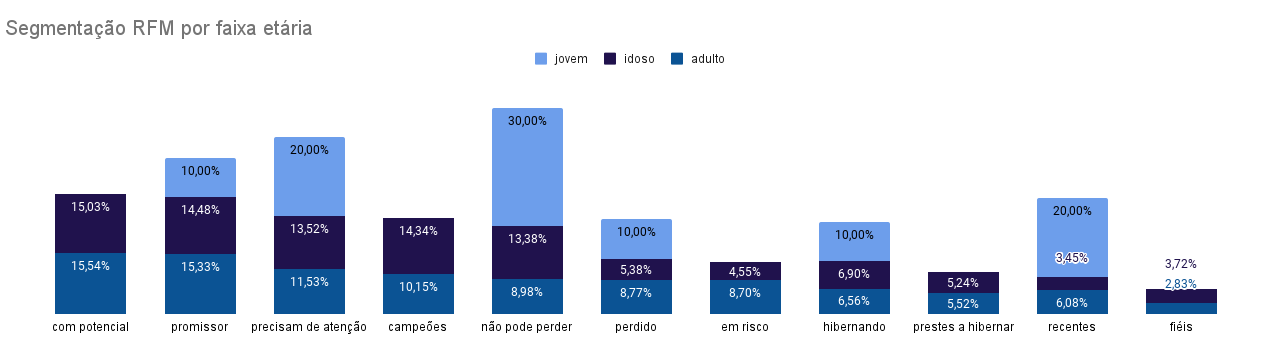 Segmentação RFM por faixa etária
jovem idoso adulto
30,00%
20,00%
10,00%
15,03% 14,48% 13,52% 14,34% 13,38% 10,00% 10,00% 20,00%
3,45% 3,72%
15,54% 15,33% 11,53% 10,15% 8,98% 5,38% 4,55% 6,90% 5,24% 2,83%
8,77% 8,70% 6,56% 5,52% 6,08%
com potencial promissor precisam de atenção campeões não pode perder perdido em risco hibernando prestes a hibernar recentes fiéis